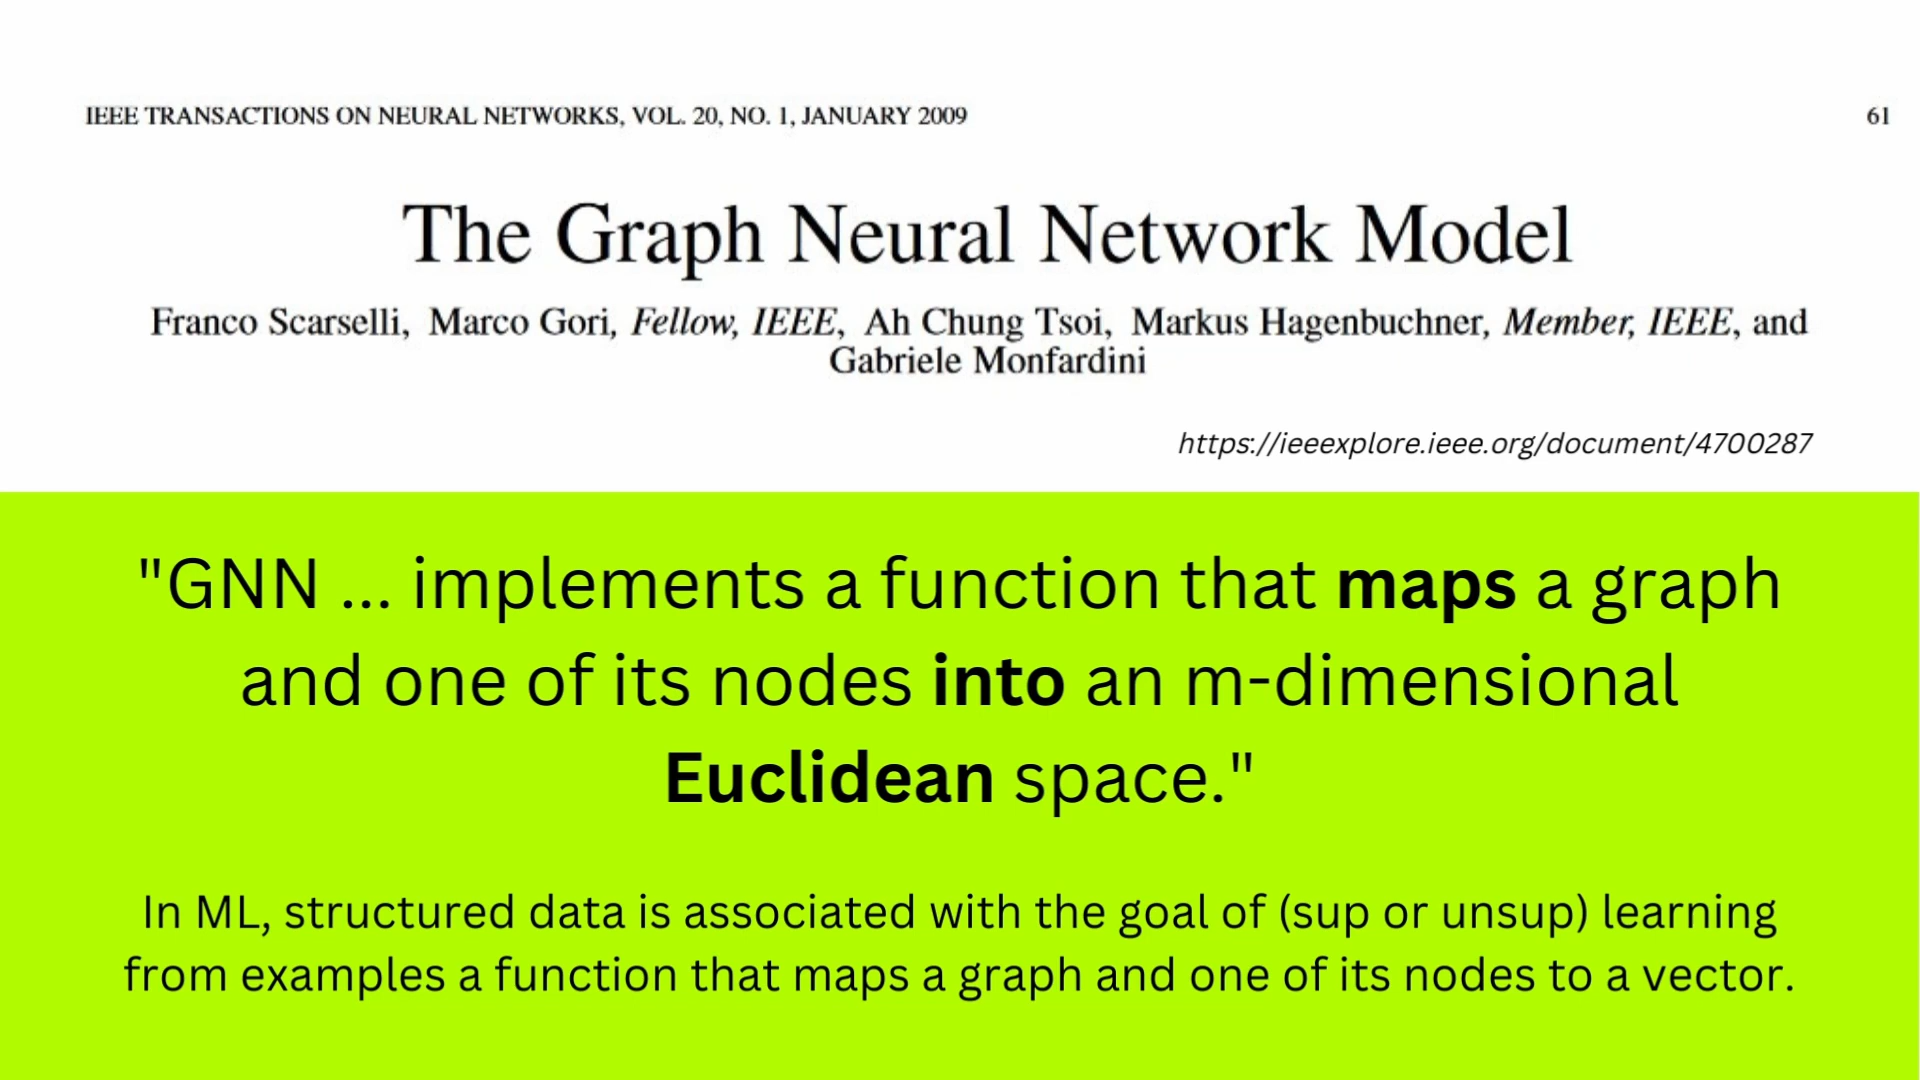 IEEE TRANSACTIONS ON NEURAL NETWORKS, VOL. 20, NO. 1, JANUARY 2009 61
The Graph Neural Network Model
Franco Scarselli, Marco Gori, Fellow, IEEE, Ah Chung Tsoi, Markus Hagenbuchner, Member, IEEE, and
Gabriele Monfardini
https://ieeexplore.ieee.org/document/4700287
"GNN ... implements a function that maps a graph
and one of its nodes into an m-dimensional
Euclidean space."
In ML, structured data is associated with the goal of (sup or unsup) learning
from examples a function that maps a graph and one of its nodes to a vector.